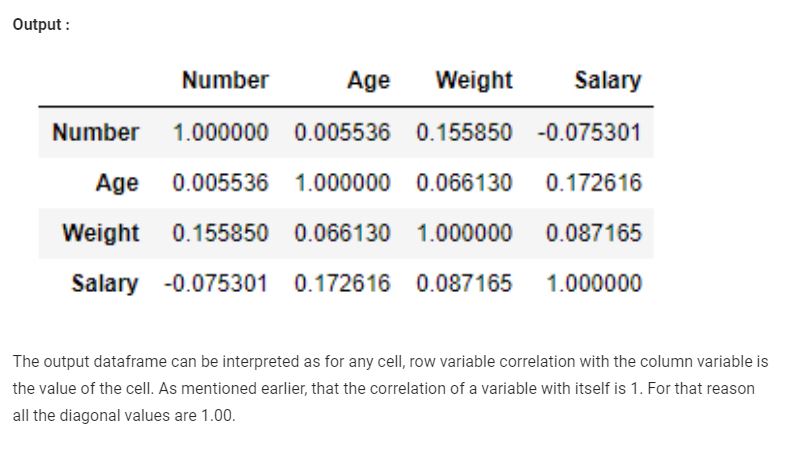 Output :
Number Age Weight Salary
Number 1.000000 0.005536 0.155850 -0.075301
Age 0.005536 1.000000 0.066130 0.172616
Weight 0.155850 0.066130 1.000000 0.087165
Salary -0.075301 0.172616 0.087165 1.000000
The output dataframe can be interpreted as for any cell, row variable correlation with the column variable is
the value of the cell. As mentioned earlier, that the correlation of a variable with itself is 1. For that reason
all the diagonal values are 1.00.